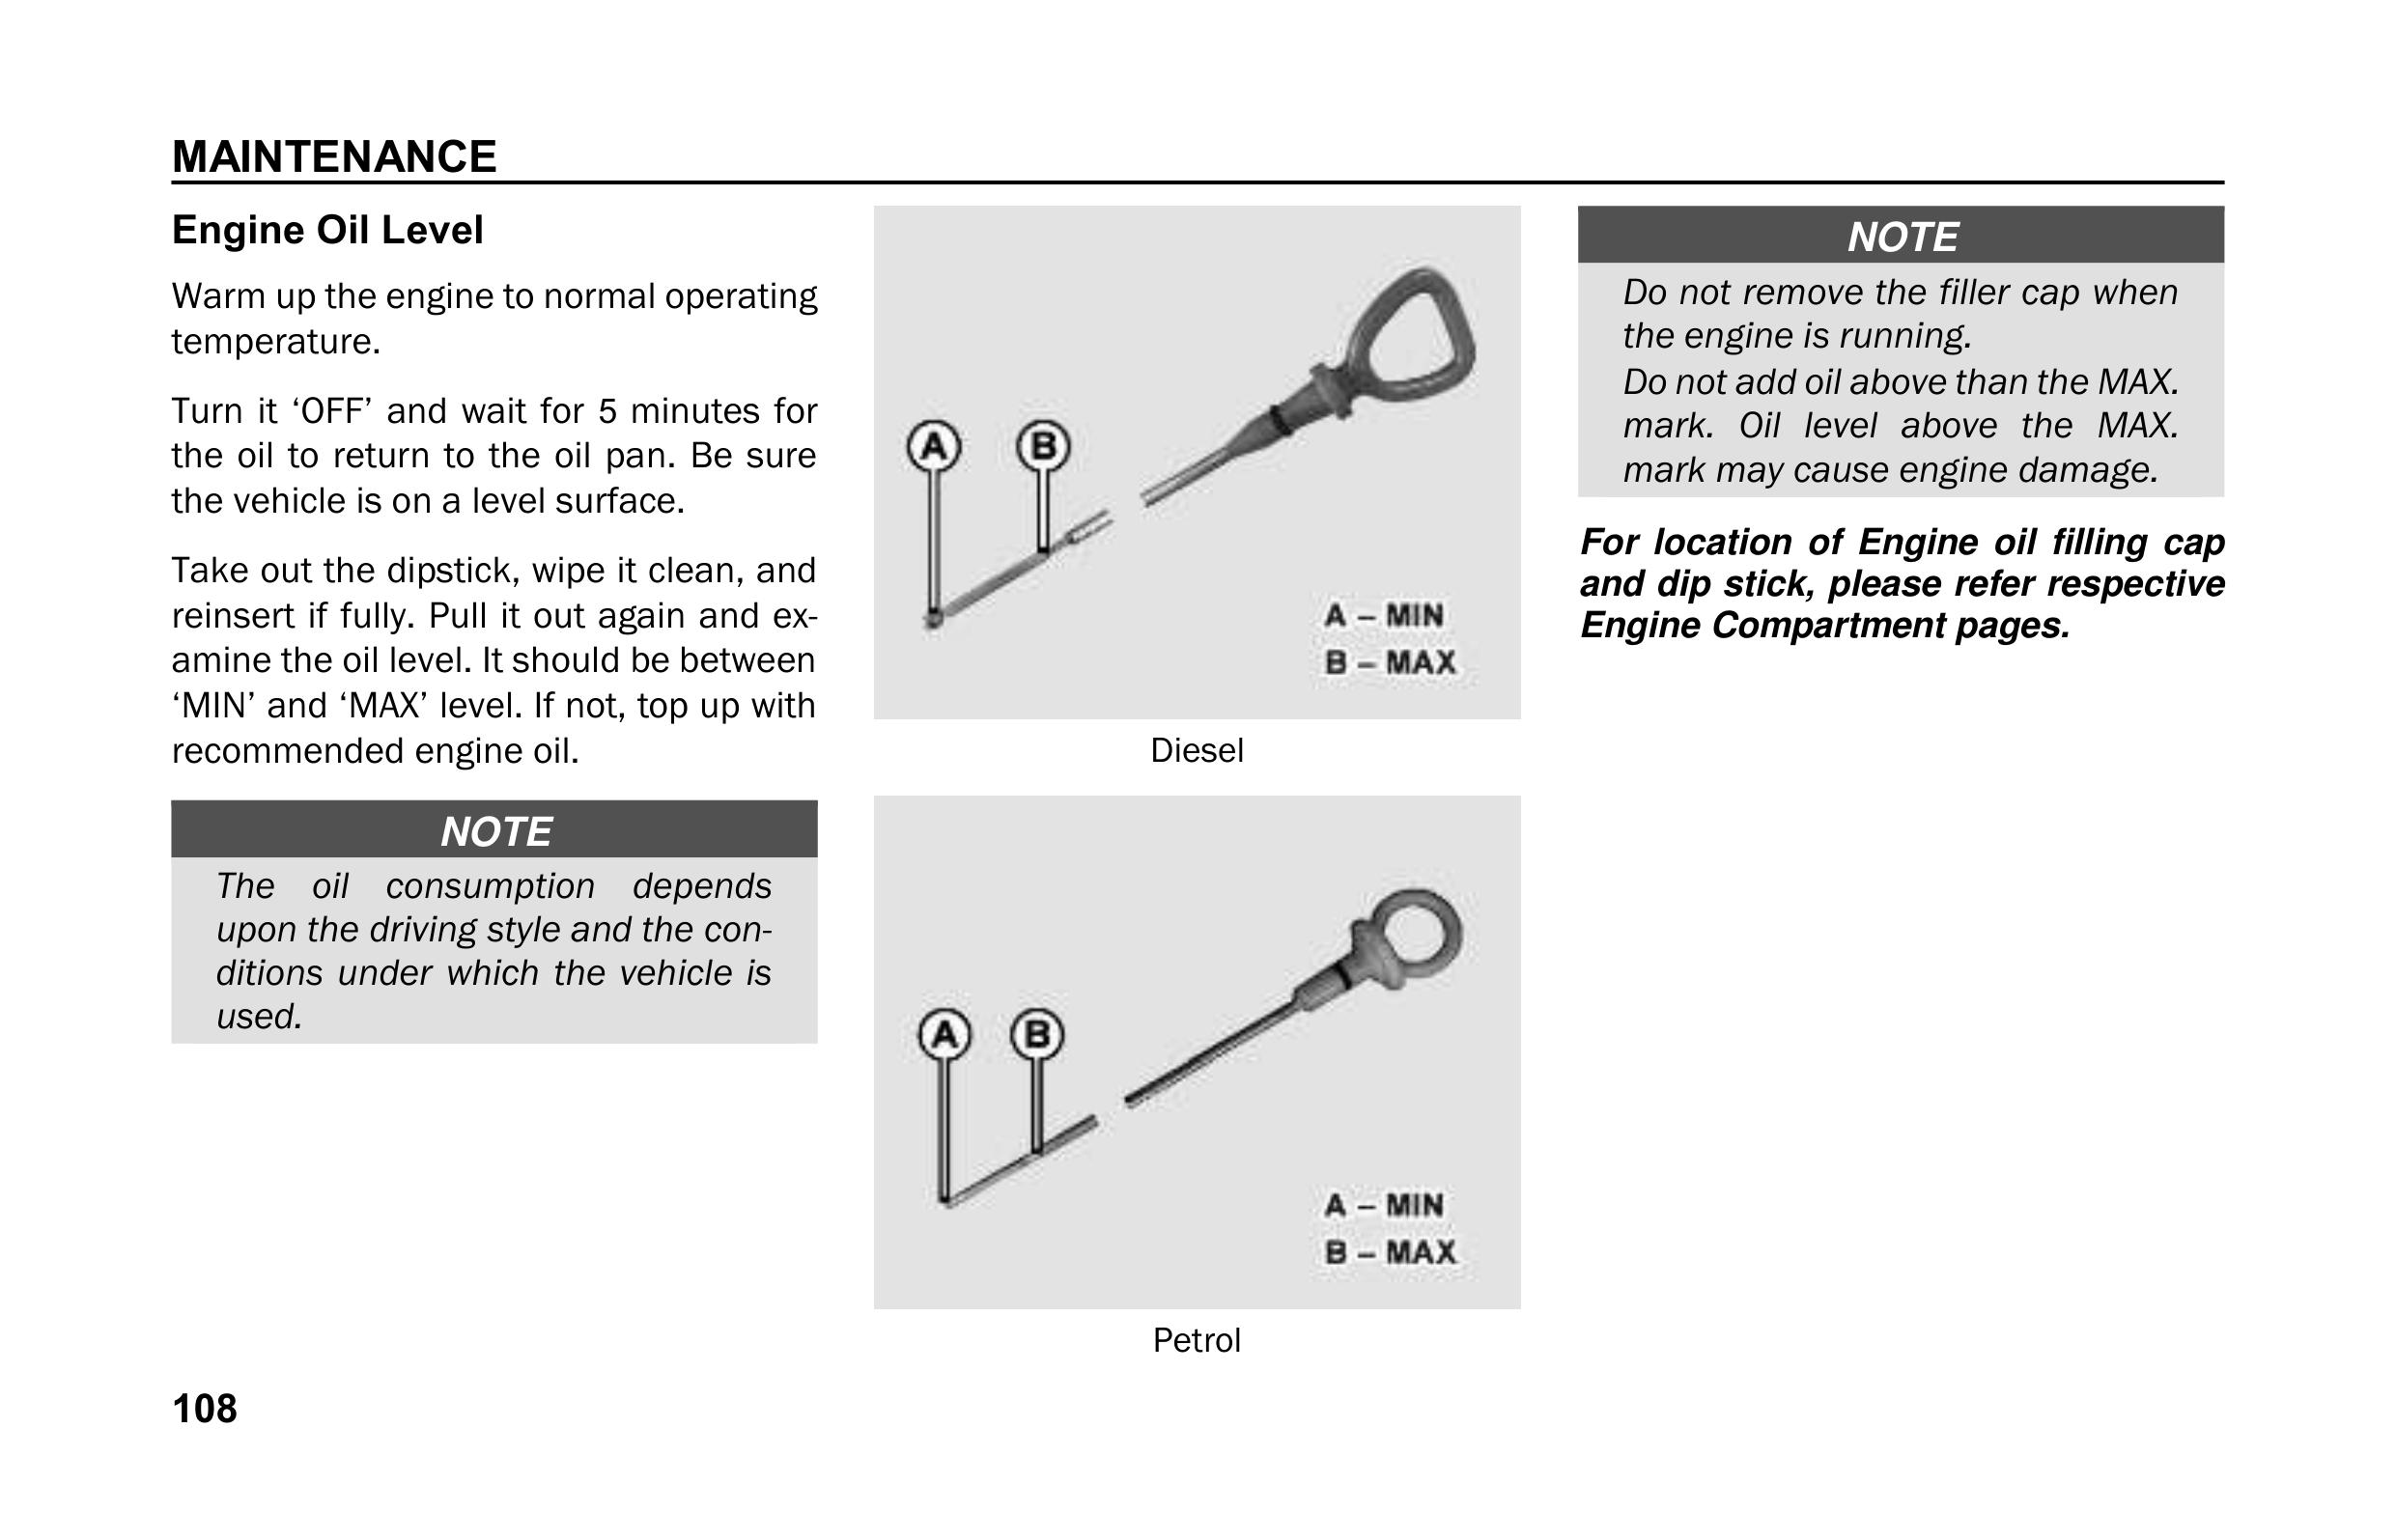 MAINTENANCE
Engine Oil Level
Warm up the engine to normal operating
temperature.
Turn it ‘OFF’ and wait for 5 minutes for
the oil to return to the oil pan. Be sure
the vehicle is on a level surface.
Take out the dipstick, wipe it clean, and
reinsert if fully. Pull it out again and ex-
amine the oil level. It should be between
‘MIN’ and ‘MAX’ level. If not, top up with
recommended engine oil.
NOTE
The oil consumption depends
upon the driving style and the con-
ditions under which the vehicle is
used.
A B
A – MIN
B – MAX
Diesel
A B
A – MIN
B – MAX
Petrol
NOTE
Do not remove the filler cap when
the engine is running.
Do not add oil above than the MAX.
mark. Oil level above the MAX.
mark may cause engine damage.
For location of Engine oil filling cap
and dip stick, please refer respective
Engine Compartment pages.
108